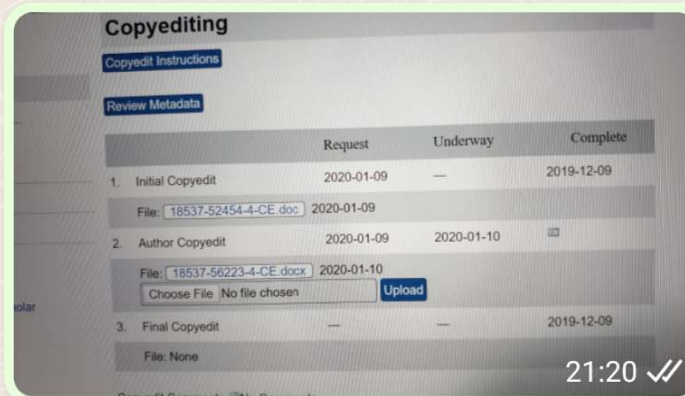 Copyediting
Copyedit Instructions
Review Metadata
Request Underway Complete
1. Initial Copyedit 2020-01-09 — 2019-12-09
File: 18537-52454-4-CE.doc 2020-01-09
2. Author Copyedit 2020-01-09 2020-01-10
File: 18537-56223-4-CE.docx 2020-01-10
Choose File No file chosen Upload
olar
3. Final Copyedit — — 2019-12-09
File: None
21:20